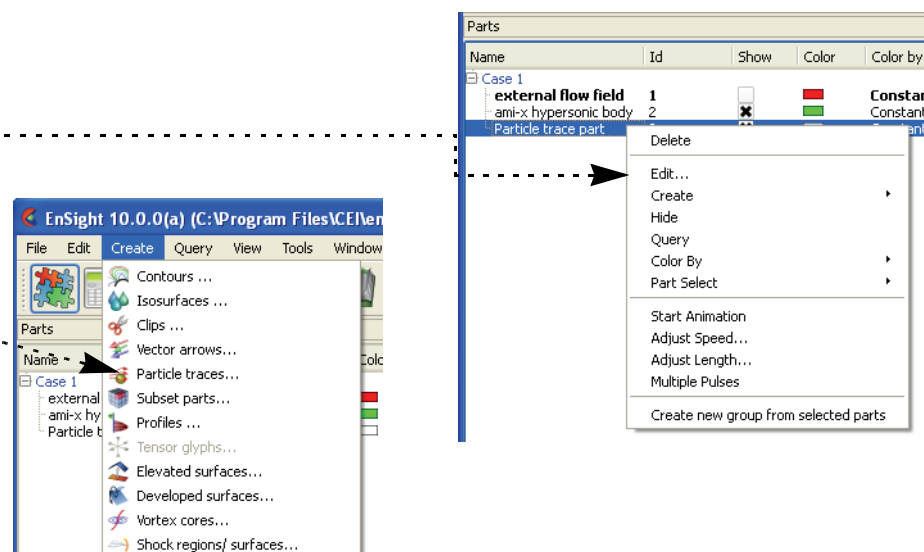 Parts
Name Id Show Color Color by
Case 1
external flow field 1 Constan
ami-x hypersonic body 2 Constant
Particle trace part
Delete
Edit...
Create
Hide
Query
Color By
Part Select
Start Animation
Adjust Speed...
Adjust Length...
Multiple Pulses
Create new group from selected parts
EnSight 10.0.0(a) (C:\Program Files\CEI\en
File Edit Create Query View Tools Window
Contours ...
Isosurfaces ...
Clips ...
Vector arrows...
Particle traces...
Subset parts...
Profiles ...
Tensor glyphs...
Elevated surfaces...
Developed surfaces...
Vortex cores...
Shock regions/ surfaces...
Parts
Name Colo
Case 1
external
ami-x hy
Particle t